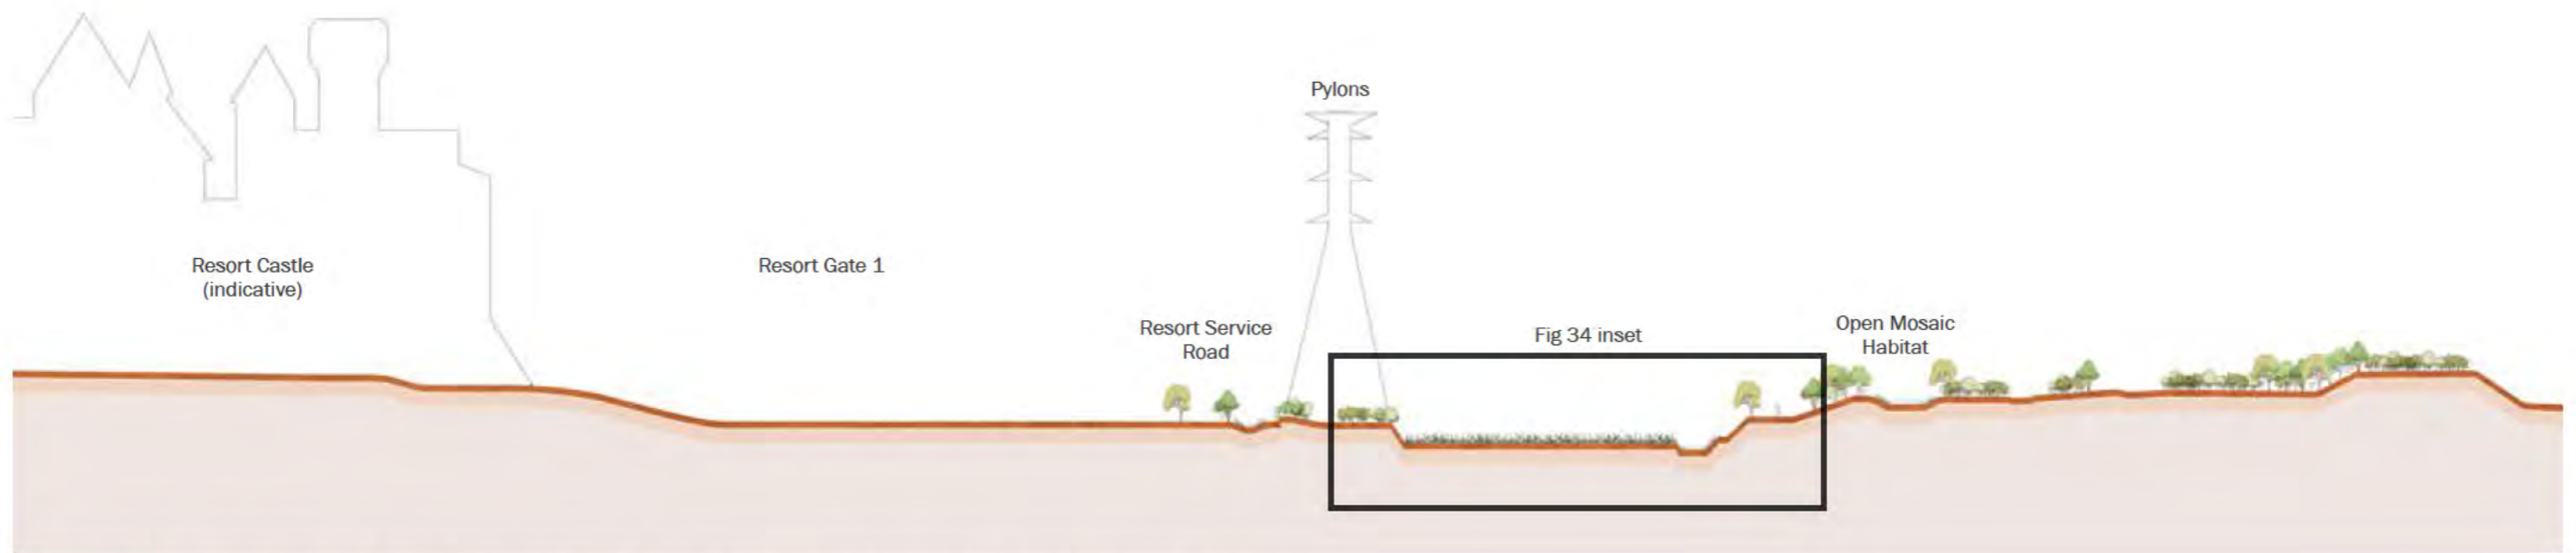 Pylons
Resort Castle
(indicative)
Resort Gate 1
Resort Service
Road
Fig 34 inset
Open Mosaic
Habitat